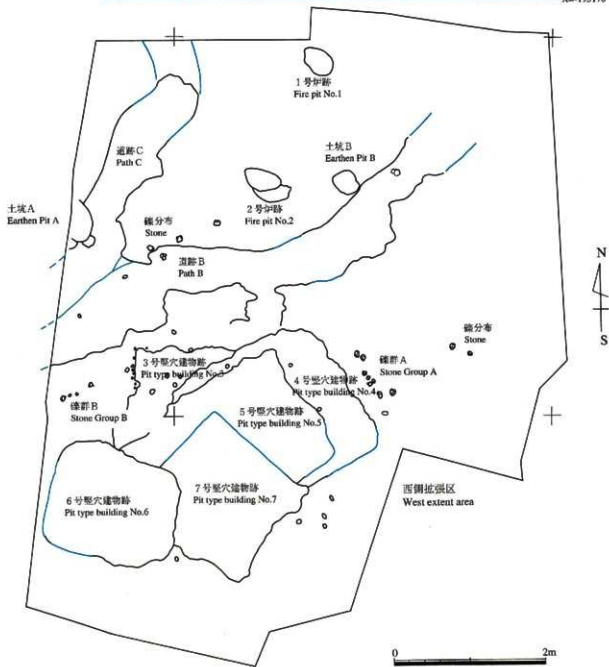 1号炉跡
Fire pit No.1
道跡C
Path C
土坑B
Earthen Pit B
土坑A
Earthen Pit A
2号炉跡
Fire pit No.2
礫分布
Stone
道跡B
Path B
N
S
礫分布
Stone
3号竪穴建物跡
Pit type building No.3
礫群A
Stone Group A
4号竪穴建物跡
Pit type building No.4
礫群B
Stone Group B
5号竪穴建物跡
Pit type building No.5
6号竪穴建物跡
Pit type building No.6
7号竪穴建物跡
Pit type building No.7
西側拡張区
West extent area
0 2m